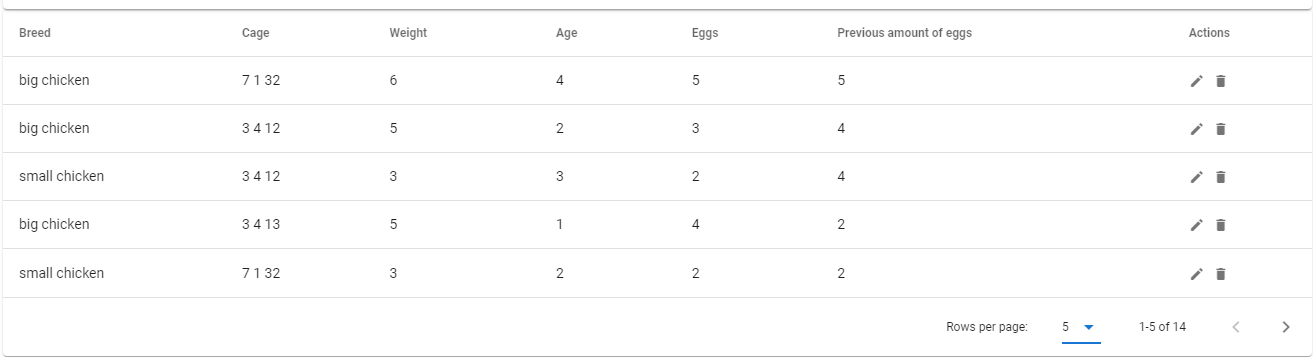 Breed Cage Weight Age Eggs Previous amount of eggs Actions
big chicken 7 1 32 6 4 5 5
big chicken 3 4 12 5 2 3 4
small chicken 3 4 12 3 3 2 4
big chicken 3 4 13 5 1 4 2
small chicken 7 1 32 3 2 2 2
Rows per page: 5 1-5 of 14